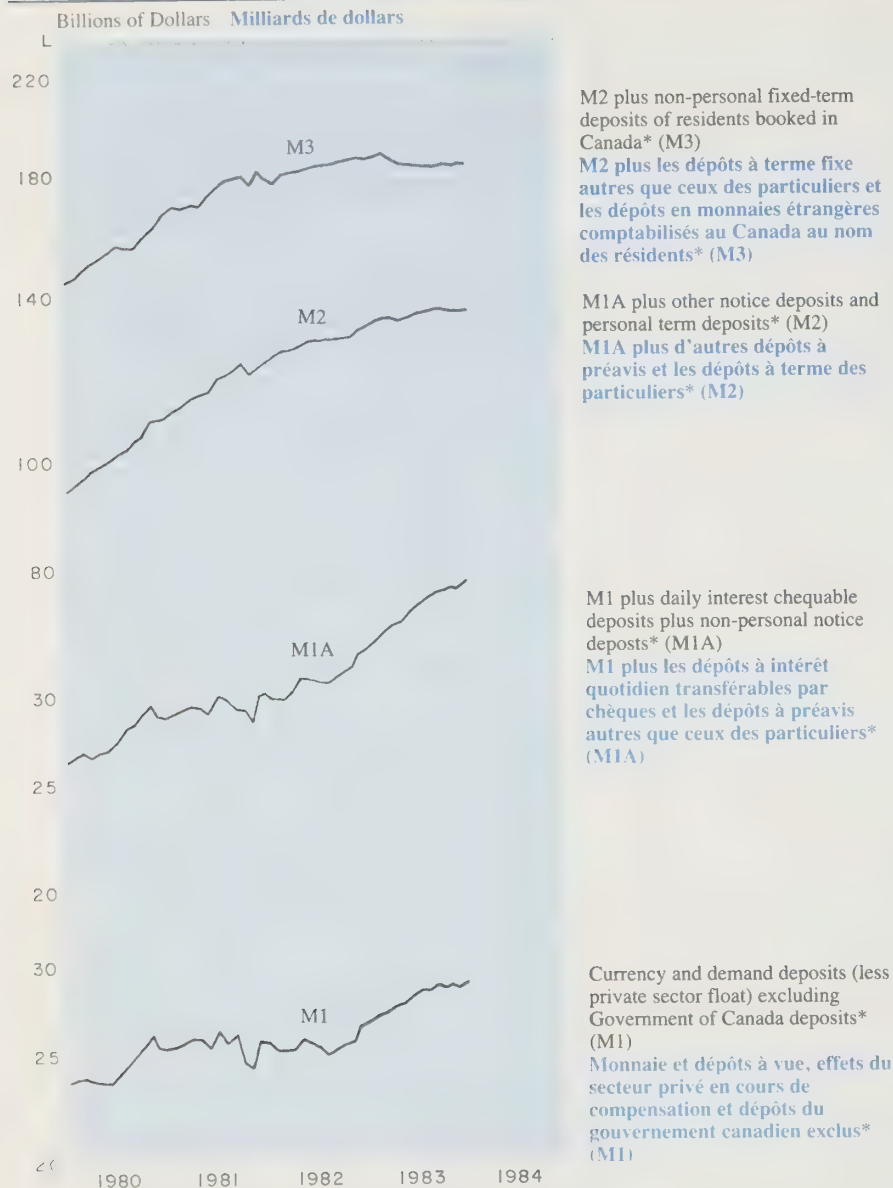 Billions of Dollars Milliards de dollars
L
220
180
140
100
80
30
25
20
30
25
M3
M2
M1A
M1
1980 1981 1982 1983 1984
M2 plus non-personal fixed-term
deposits of residents booked in
Canada* (M3)
M2 plus les dépôts à terme fixe
autres que ceux des particuliers et
les dépôts en monnaies étrangères
comptabilisés au Canada au nom
des résidents* (M3)
M1A plus other notice deposits and
personal term deposits* (M2)
M1A plus d'autres dépôts à
préavis et les dépôts à terme des
particuliers* (M2)
M1 plus daily interest chequable
deposits plus non-personal notice
deposts* (M1A)
M1 plus les dépôts à intérêt
quotidien transférables par
chèques et les dépôts à préavis
autres que ceux des particuliers*
(M1A)
Currency and demand deposits (less
private sector float) excluding
Government of Canada deposits*
(M1)
Monnaie et dépôts à vue, effets du
secteur privé en cours de
compensation et dépôts du
gouvernement canadien exclus*
(M1)